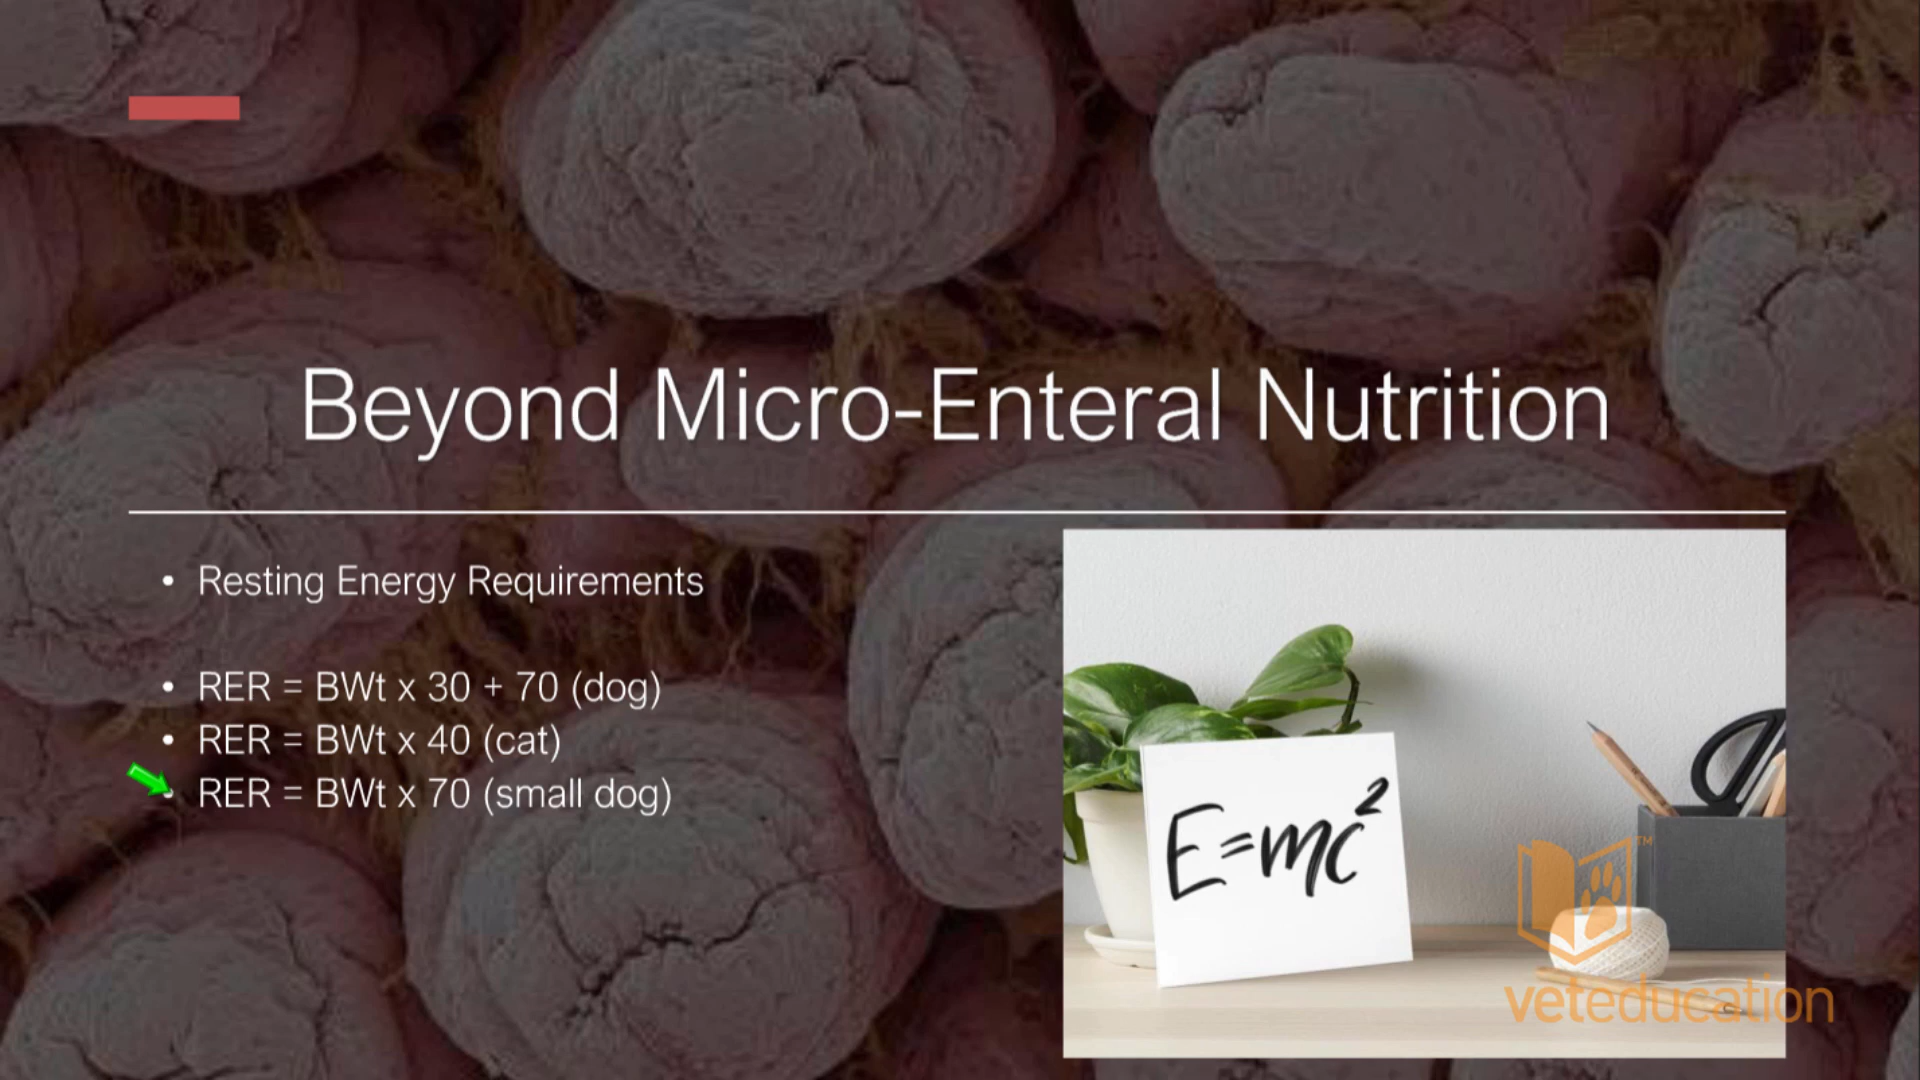 Beyond Micro-Enteral Nutrition
• Resting Energy Requirements
• RER = BWt x 30 + 70 (dog)
• RER = BWt x 40 (cat)
• RER = BWt x 70 (small dog)
E=mc²
TM
veteducation